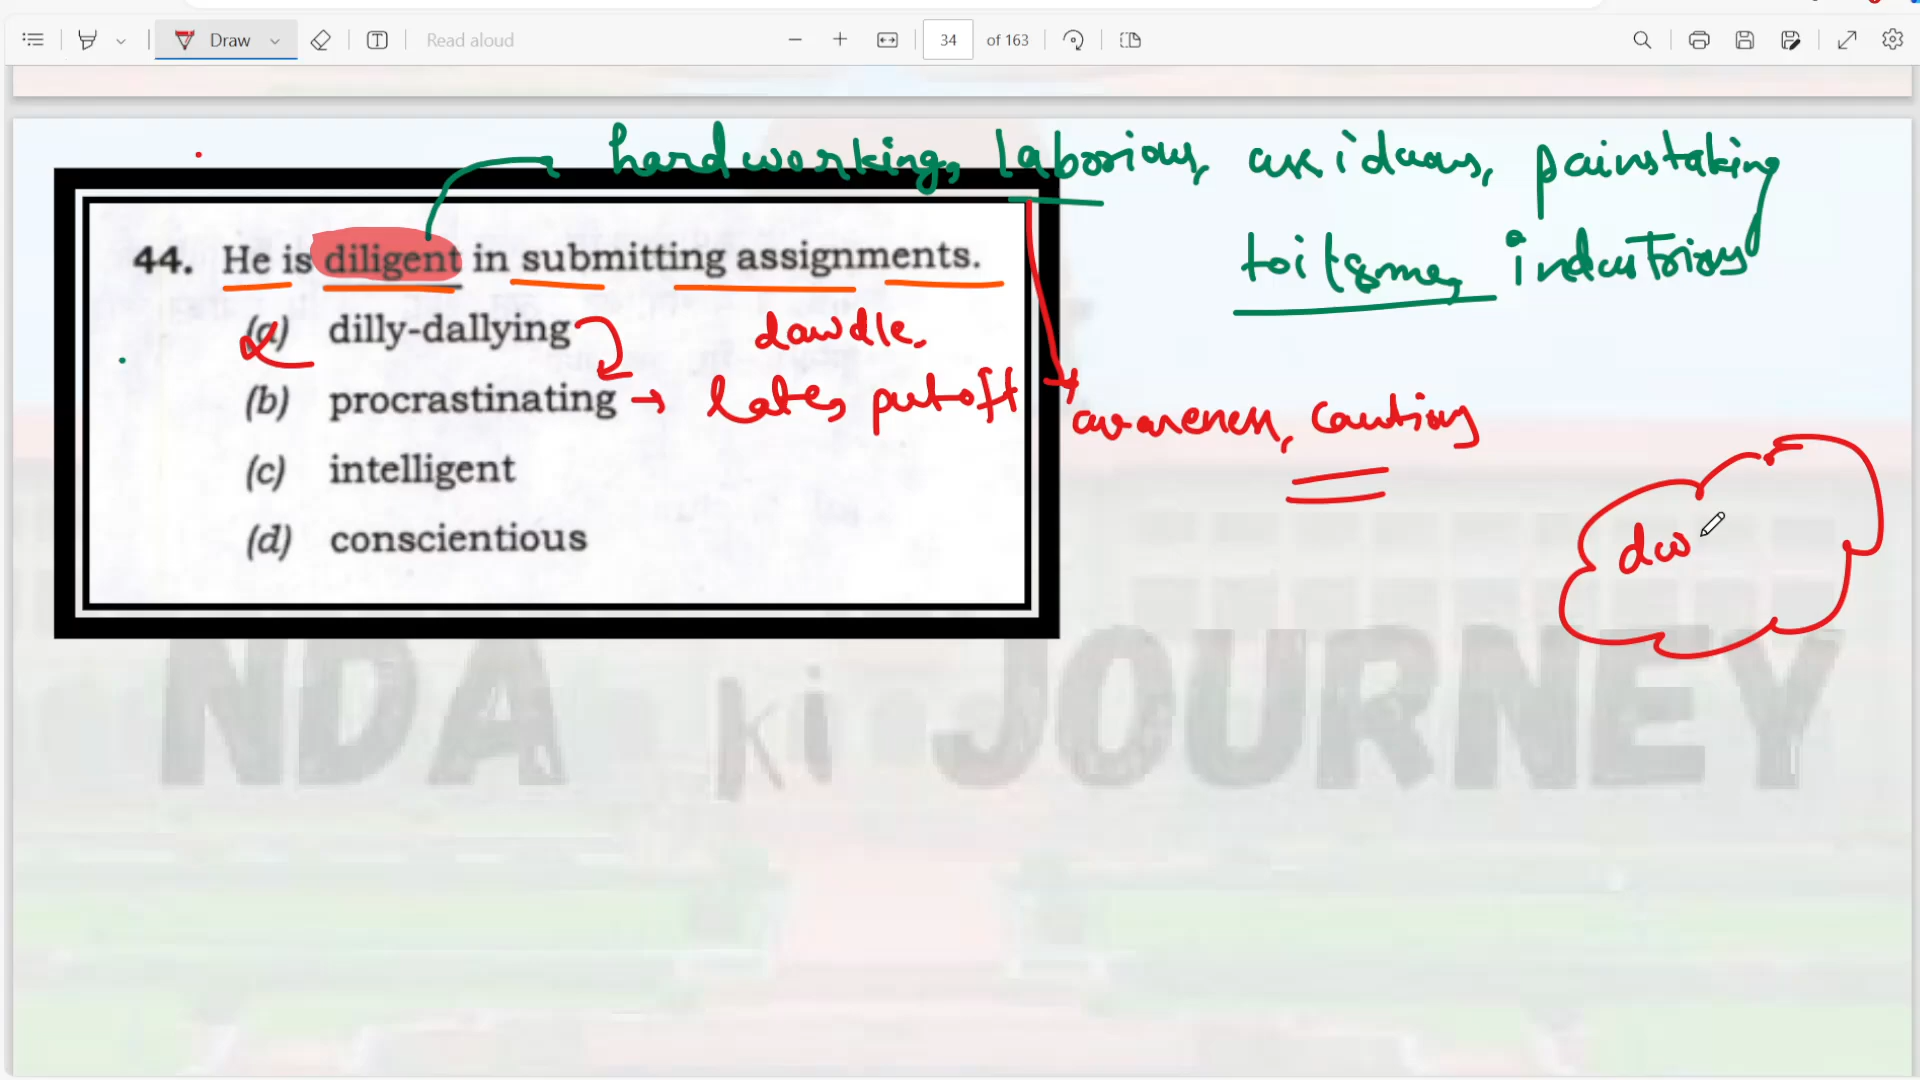 Draw
Read aloud
34 of 163
hardworking, laborious, assiduous, painstaking
toilsome, industrious
44. He is diligent in submitting assignments.
(a) dilly-dallying
dawdle.
(b) procrastinating → later, put off
awareness, cautious
(c) intelligent
(d) conscientious
NDA ki JOURNEY